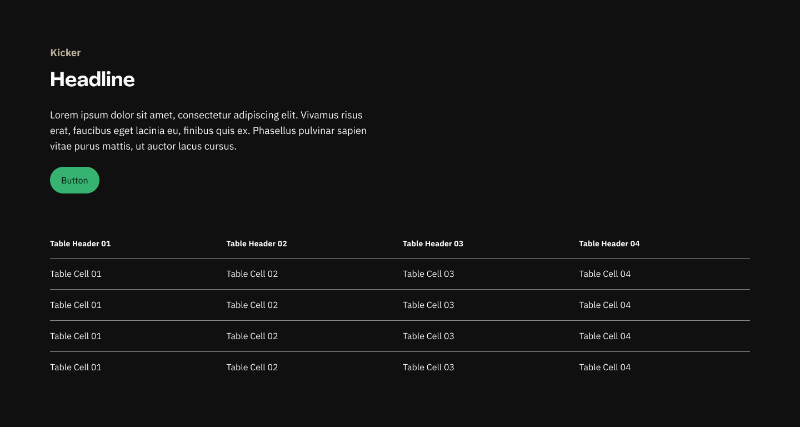 Kicker
Headline
Lorem ipsum dolor sit amet, consectetur adipiscing elit. Vivamus risus
erat, faucibus eget lacinia eu, finibus quis ex. Phasellus pulvinar sapien
vitae purus mattis, ut auctor lacus cursus.
Button
Table Header 01 Table Header 02 Table Header 03 Table Header 04
Table Cell 01 Table Cell 02 Table Cell 03 Table Cell 04
Table Cell 01 Table Cell 02 Table Cell 03 Table Cell 04
Table Cell 01 Table Cell 02 Table Cell 03 Table Cell 04
Table Cell 01 Table Cell 02 Table Cell 03 Table Cell 04